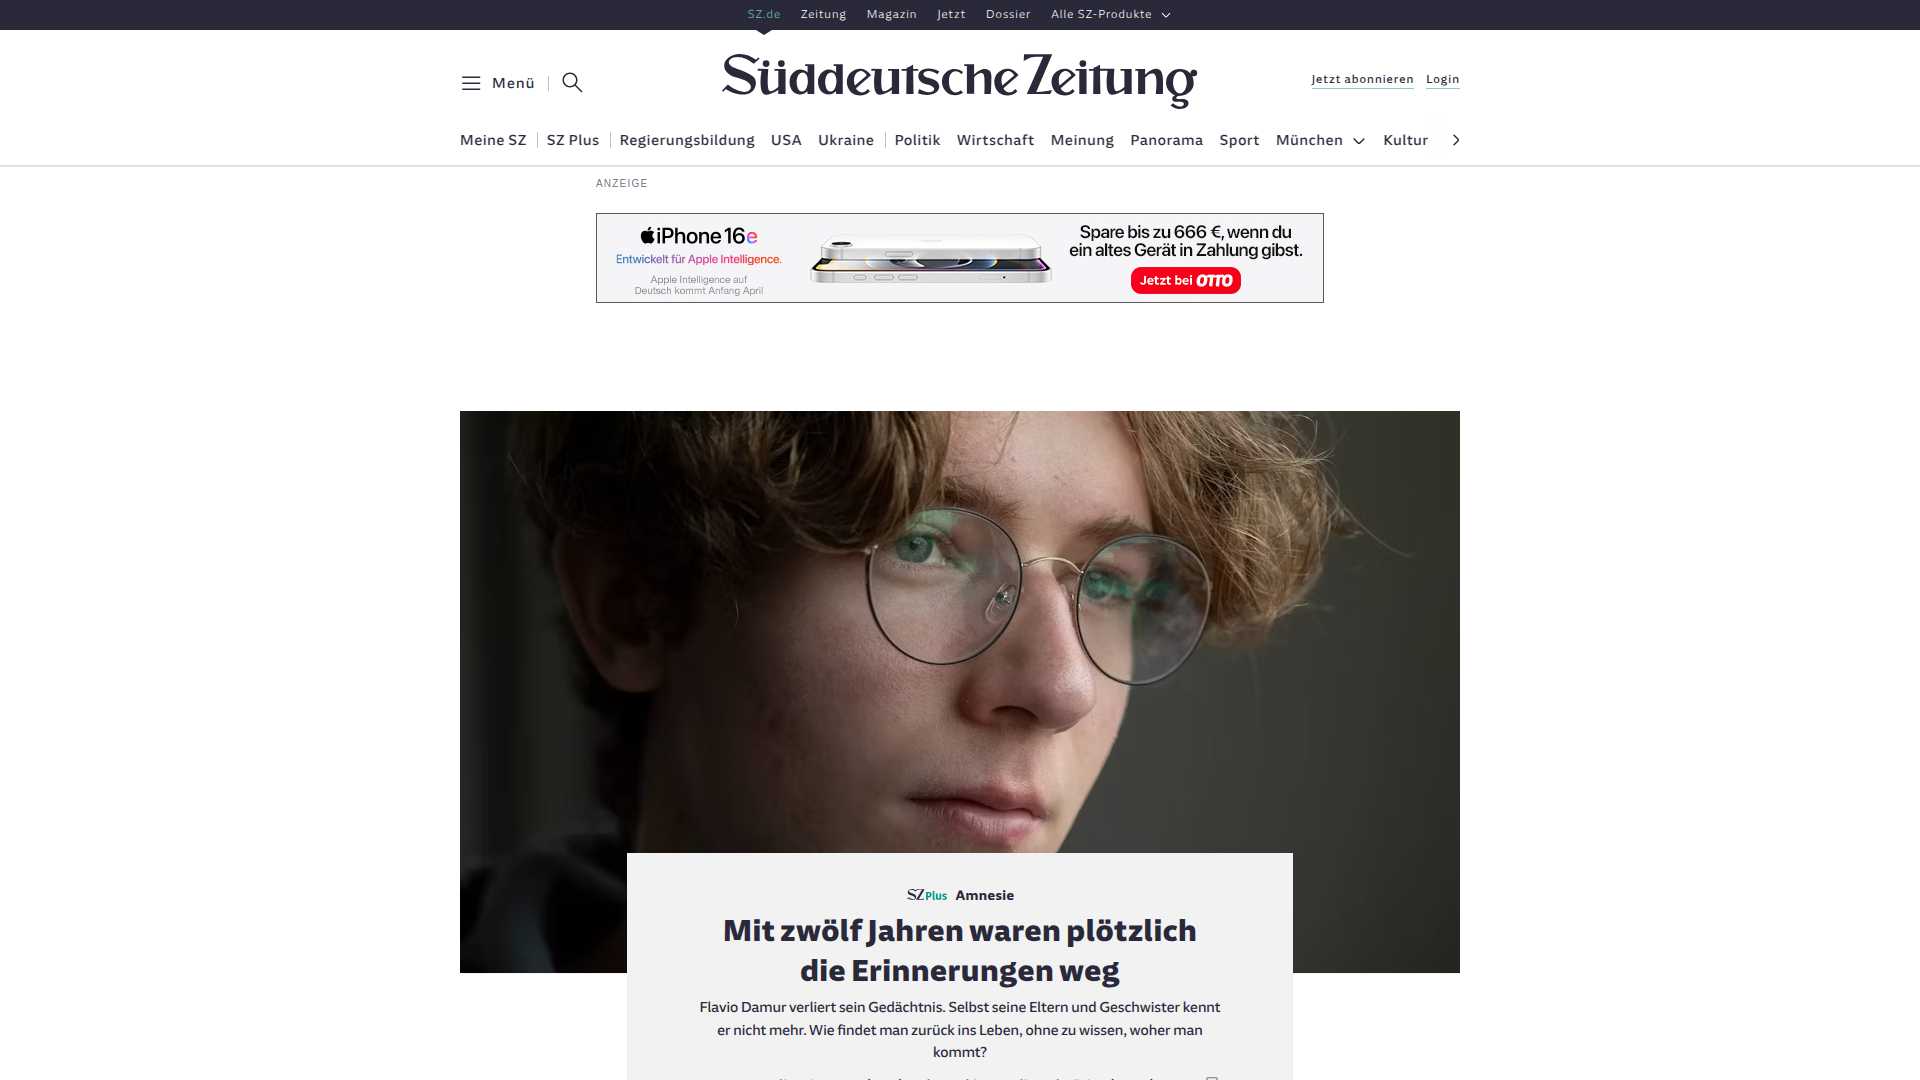 SZ.de Zeitung Magazin Jetzt Dossier Alle SZ-Produkte
Menü
Süddeutsche Zeitung
Jetzt abonnieren Login
Meine SZ SZ Plus Regierungsbildung USA Ukraine Politik Wirtschaft Meinung Panorama Sport München Kultur
ANZEIGE
iPhone 16e
Entwickelt für Apple Intelligence.
Apple Intelligence auf
Deutsch kommt Anfang April
Spare bis zu 666 €, wenn du
ein altes Gerät in Zahlung gibst.
Jetzt bei OTTO
SZ Plus Amnesie
Mit zwölf Jahren waren plötzlich
die Erinnerungen weg
Flavio Damur verliert sein Gedächtnis. Selbst seine Eltern und Geschwister kennt
er nicht mehr. Wie findet man zurück ins Leben, ohne zu wissen, woher man
kommt?